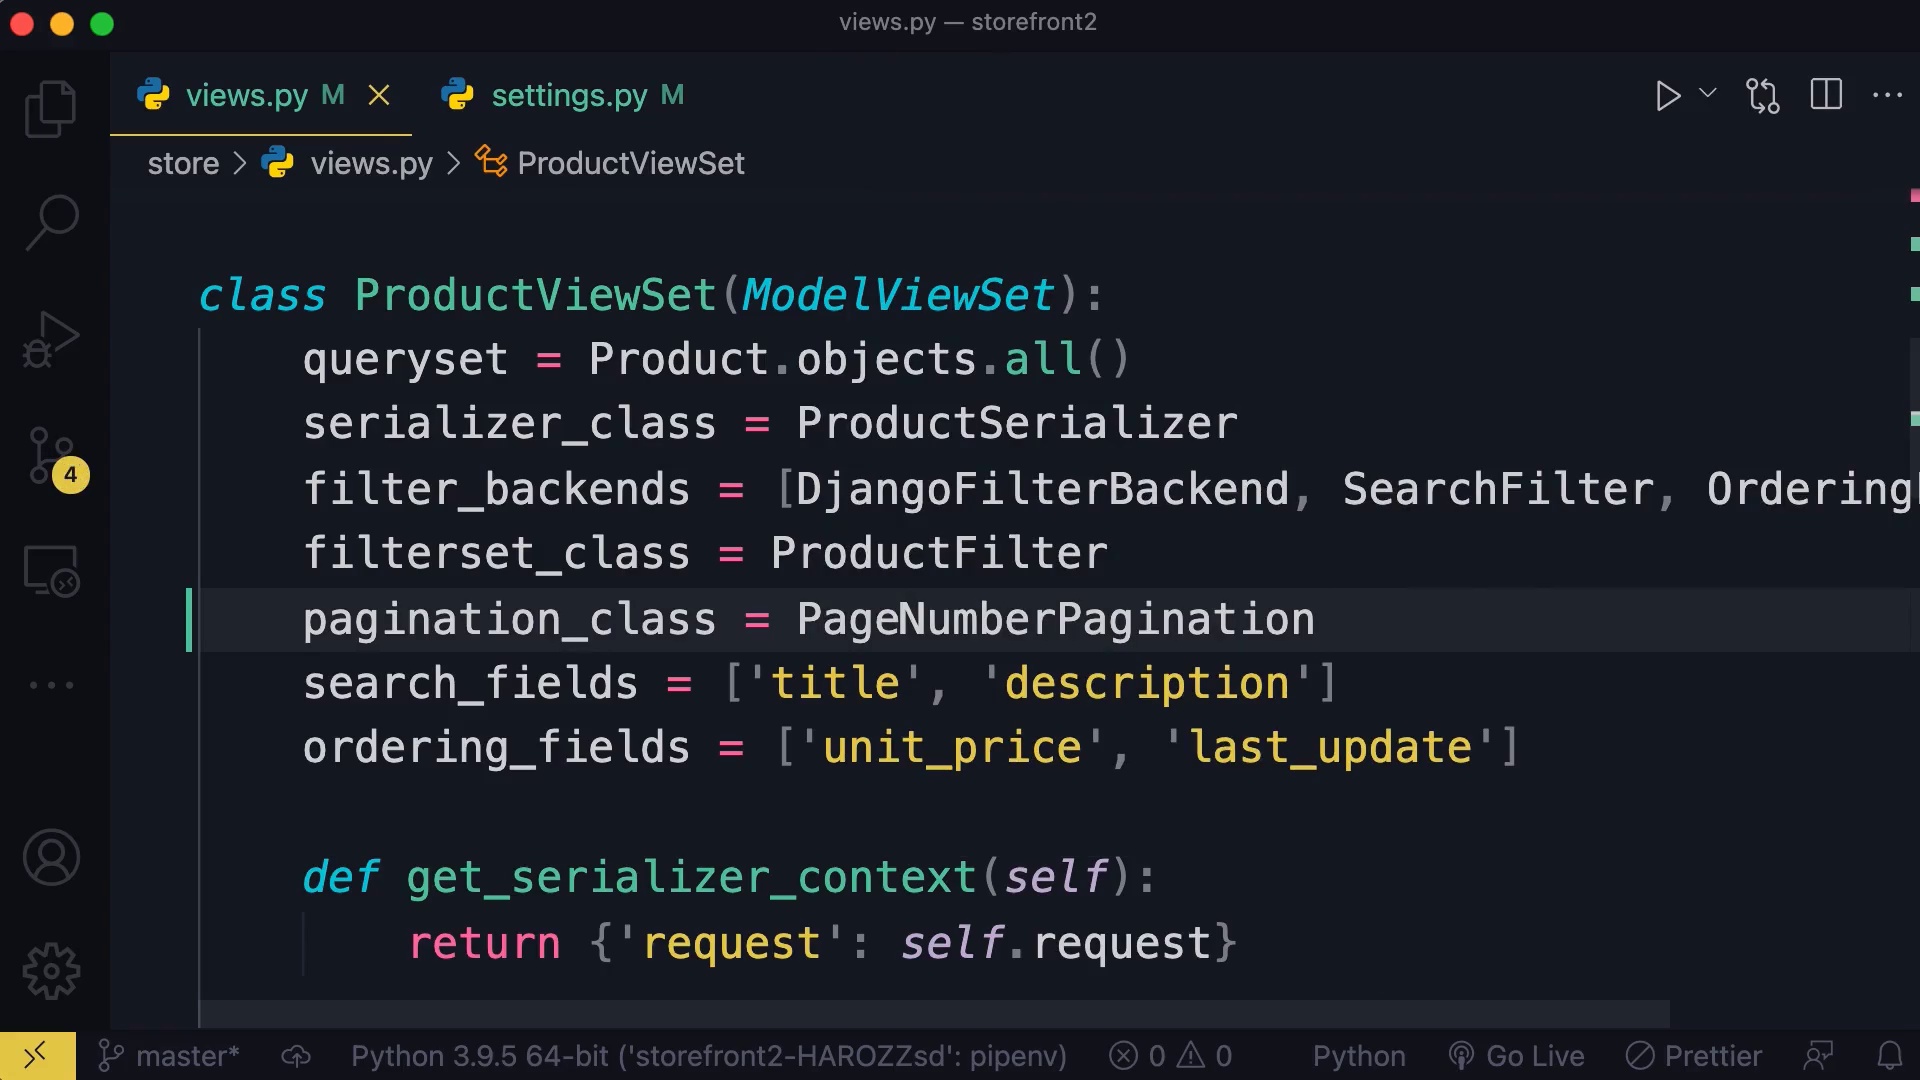 views.py — storefront2
views.py M settings.py M
store > views.py > ProductViewSet
class ProductViewSet(ModelViewSet):
queryset = Product.objects.all()
serializer_class = ProductSerializer
filter_backends = [DjangoFilterBackend, SearchFilter, Ordering
filterset_class = ProductFilter
pagination_class = PageNumberPagination
search_fields = ['title', 'description']
ordering_fields = ['unit_price', 'last_update']
def get_serializer_context(self):
return {'request': self.request}
4
master* Python 3.9.5 64-bit ('storefront2-HAROZZsd': pipenv) 0 0 Python Go Live Prettier